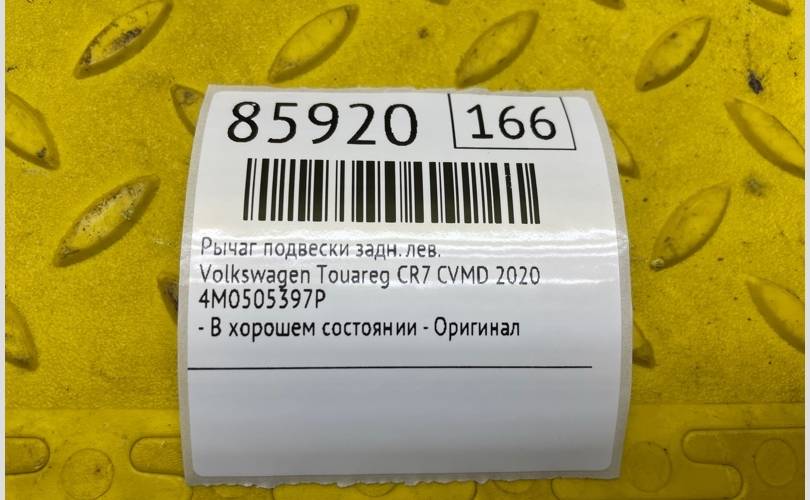 85920 166
Рычаг подвески задн. лев.
Volkswagen Touareg CR7 CVMD 2020
4M0505397P
- В хорошем состоянии - Оригинал